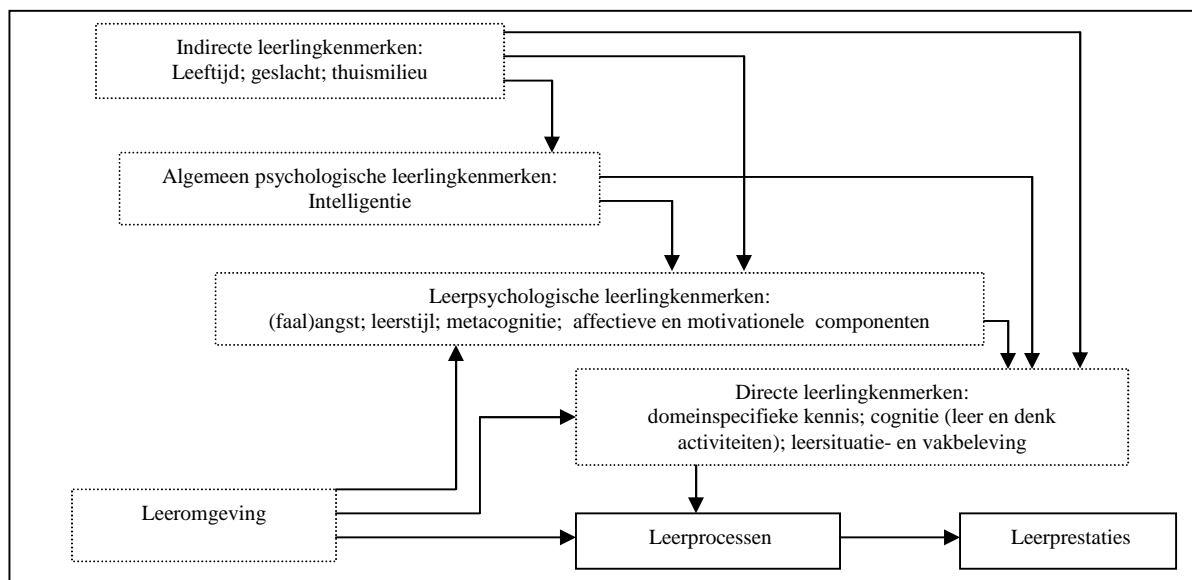 Indirecte leerlingkenmerken:
Leeftijd; geslacht; thuismilieu
Algemeen psychologische leerlingkenmerken:
Intelligentie
Leerpsychologische leerlingkenmerken:
(faal)angst; leerstijl; metacognitie; affectieve en motivationele componenten
Directe leerlingkenmerken:
domeinspecifieke kennis; cognitie (leer en denk
activiteiten); leersituatie- en vakbeleving
Leeromgeving
Leerprocessen
Leerprestaties